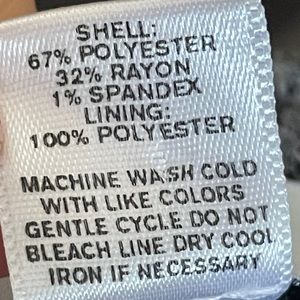 SHELL:
67% POLYESTER
32% RAYON
1% SPANDEX
LINING:
100% POLYESTER
MACHINE WASH COLD
WITH LIKE COLORS
GENTLE CYCLE DO NOT
BLEACH LINE DRY COOL
IRON IF NECESSARY